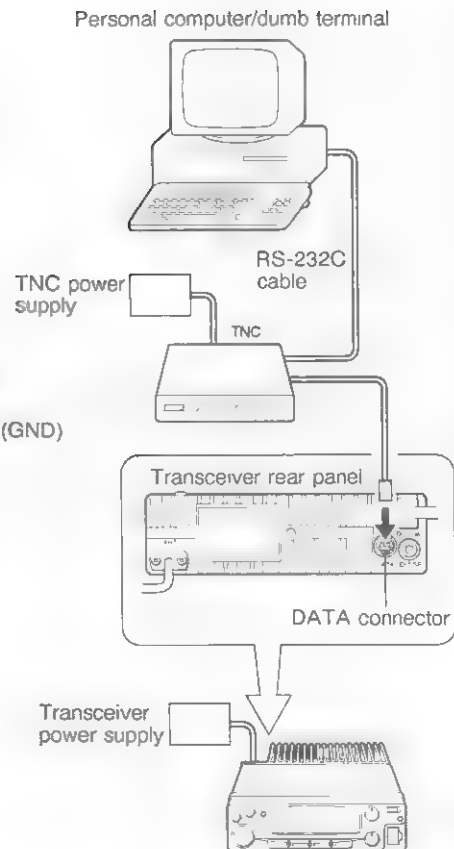 Personal computer/dumb terminal
RS-232C
cable
TNC power
supply
TNC
(GND)
Transceiver rear panel
DATA connector
Transceiver
power supply